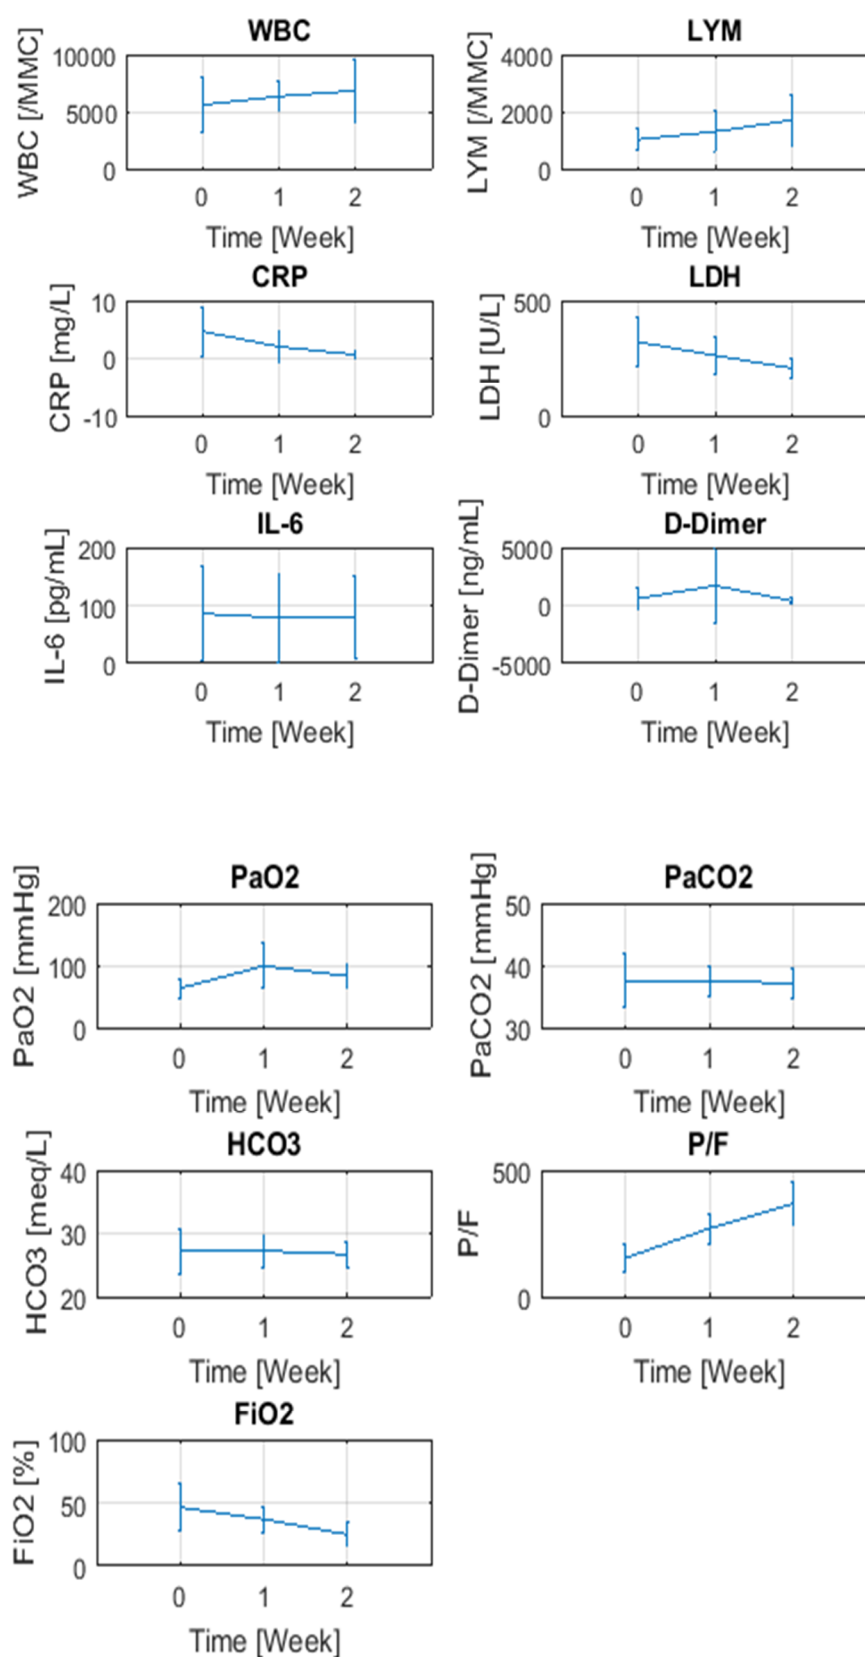 WBC
WBC [/MMC]
10000
5000
0
0 1 2
Time [Week]
LYM
LYM [/MMC]
4000
2000
0
0 1 2
Time [Week]
CRP
CRP [mg/L]
10
0
-10
0 1 2
Time [Week]
LDH
LDH [U/L]
500
0
0 1 2
Time [Week]
IL-6
IL-6 [pg/mL]
200
100
0
0 1 2
Time [Week]
D-Dimer
D-Dimer [ng/mL]
5000
0
-5000
0 1 2
Time [Week]
PaO2
PaO2 [mmHg]
200
100
0
0 1 2
Time [Week]
PaCO2
PaCO2 [mmHg]
50
40
30
0 1 2
Time [Week]
HCO3
HCO3 [meq/L]
40
30
20
0 1 2
Time [Week]
P/F
P/F
500
0
0 1 2
Time [Week]
FiO2
FiO2 [%]
100
50
0
0 1 2
Time [Week]